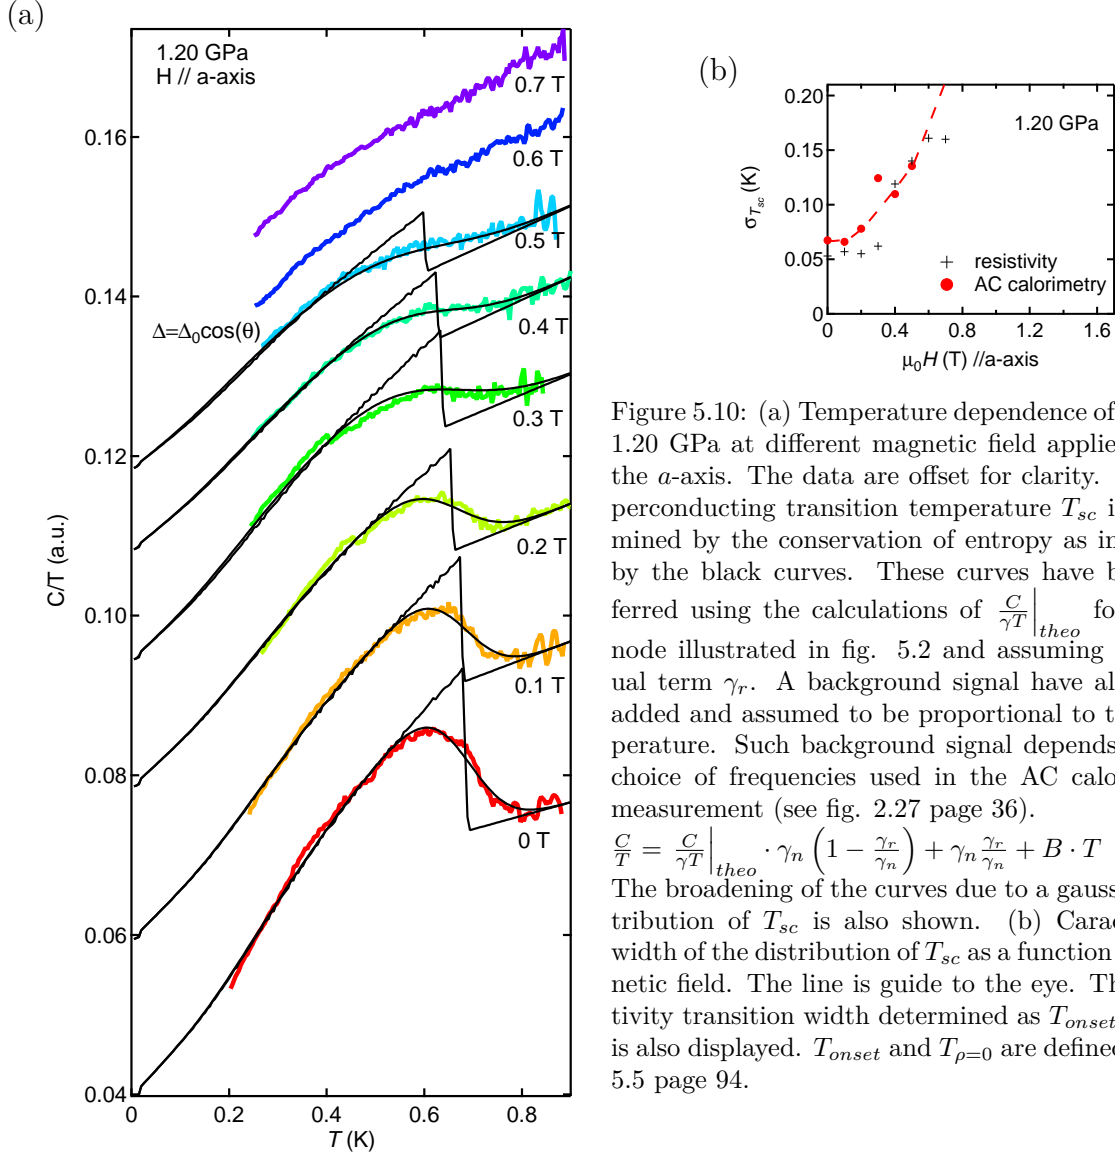 (a)
1.20 GPa
H // a-axis
0.7 T
0.6 T
0.5 T
0.4 T
0.3 T
0.2 T
0.1 T
0 T
Δ=Δ0cos(θ)
0.16
0.14
0.12
0.10
0.08
0.06
0.04
C/T (a.u.)
0 0.2 0.4 0.6 0.8
T (K)
(b)
0.20
0.15
0.10
0.05
0
σTsc (K)
1.20 GPa
+ resistivity
● AC calorimetry
0 0.4 0.8 1.2 1.6
μ0H (T) //a-axis
Figure 5.10: (a) Temperature dependence of
1.20 GPa at different magnetic field applie
the a-axis. The data are offset for clarity.
perconducting transition temperature Tsc i
mined by the conservation of entropy as in
by the black curves. These curves have b
ferred using the calculations of C/γT|theo fo
node illustrated in fig. 5.2 and assuming
ual term γr. A background signal have al
added and assumed to be proportional to t
perature. Such background signal depends
choice of frequencies used in the AC calo
measurement (see fig. 2.27 page 36).
C/T = C/γT|theo · γn (1 − γr/γn) + γn γr/γn + B · T
The broadening of the curves due to a gauss
tribution of Tsc is also shown. (b) Carac
width of the distribution of Tsc as a function
netic field. The line is guide to the eye. Th
tivity transition width determined as Tonset
is also displayed. Tonset and Tρ=0 are define
5.5 page 94.